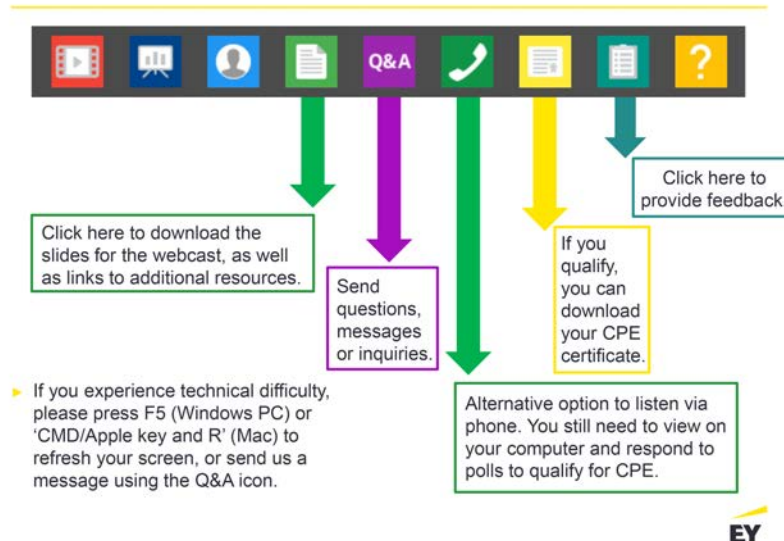 Q&A
?
Click here to
provide feedback
Click here to download the
slides for the webcast, as well
as links to additional resources.
Send
questions,
messages
or inquiries.
If you
qualify,
you can
download
your CPE
certificate.
► If you experience technical difficulty,
please press F5 (Windows PC) or
‘CMD/Apple key and R’ (Mac) to
refresh your screen, or send us a
message using the Q&A icon.
Alternative option to listen via
phone. You still need to view on
your computer and respond to
polls to qualify for CPE.
EY